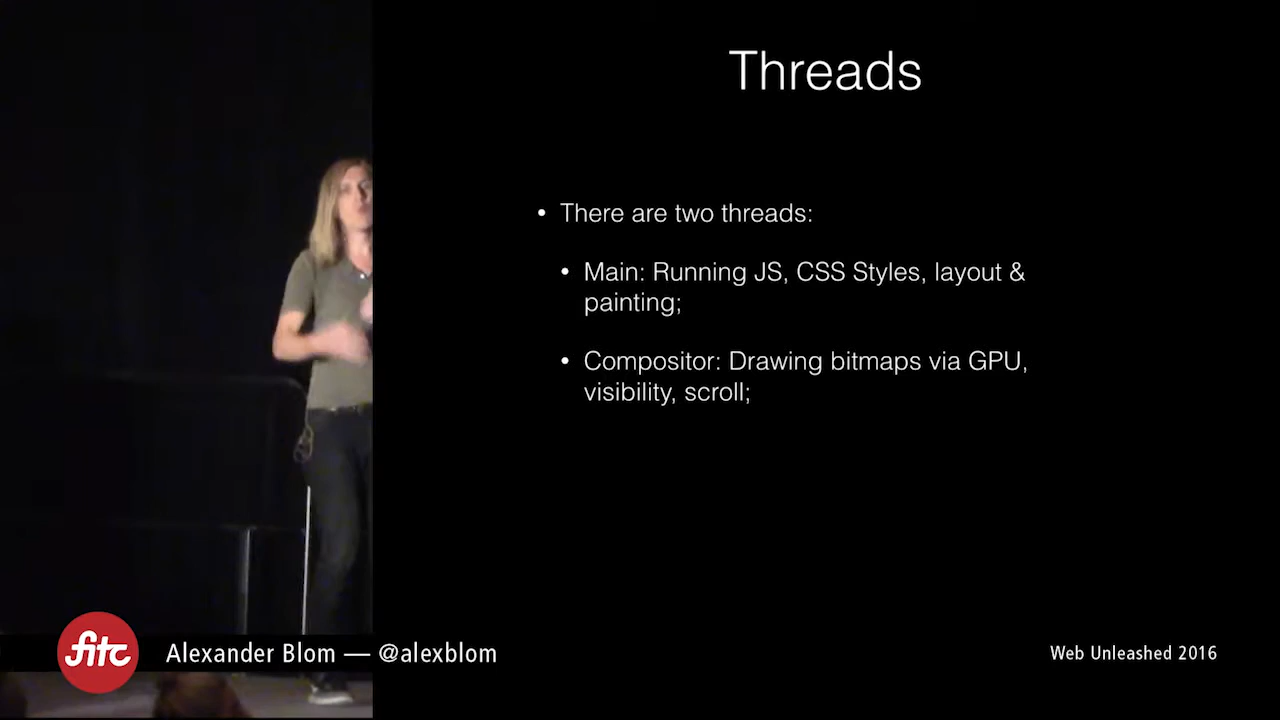 Threads
• There are two threads:
• Main: Running JS, CSS Styles, layout &
painting;
• Compositor: Drawing bitmaps via GPU,
visibility, scroll;
fitc
Alexander Blom — @alexblom
Web Unleashed 2016